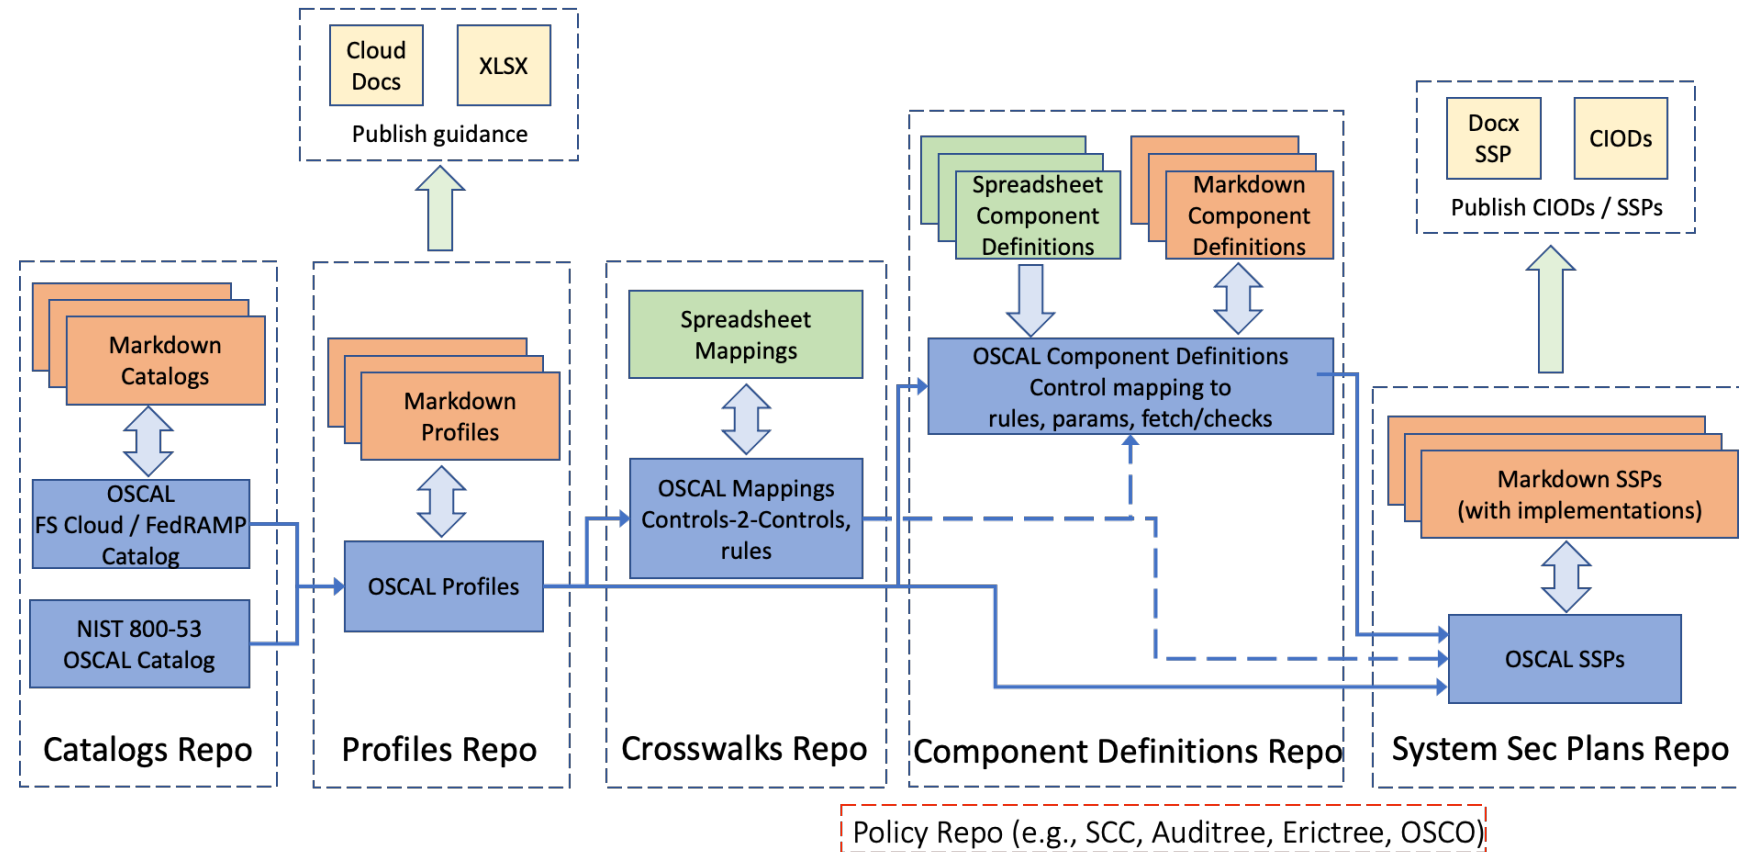 Cloud
Docs
XLSX
Publish guidance
Docx
SSP
CIODs
Publish CIODs / SSPs
Spreadsheet
Component
Definitions
Markdown
Component
Definitions
Markdown
Catalogs
Markdown
Profiles
Spreadsheet
Mappings
OSCAL Component Definitions
Control mapping to
rules, params, fetch/checks
OSCAL
FS Cloud / FedRAMP
Catalog
NIST 800-53
OSCAL Catalog
OSCAL Profiles
OSCAL Mappings
Controls-2-Controls,
rules
Markdown SSPs
(with implementations)
OSCAL SSPs
Catalogs Repo
Profiles Repo
Crosswalks Repo
Component Definitions Repo
System Sec Plans Repo
Policy Repo (e.g., SCC, Auditree, Erictree, OSCO)